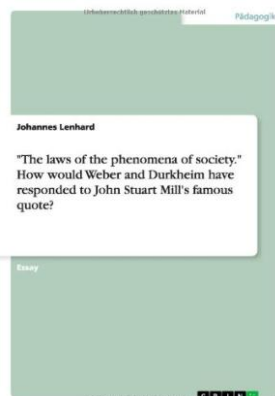 Urheberrechtlich geschütztes Material
Pädagogik
Johannes Lenhard
"The laws of the phenomena of society."
How would Weber and Durkheim have
responded to John Stuart Mill's famous
quote?
Essay
G R I N